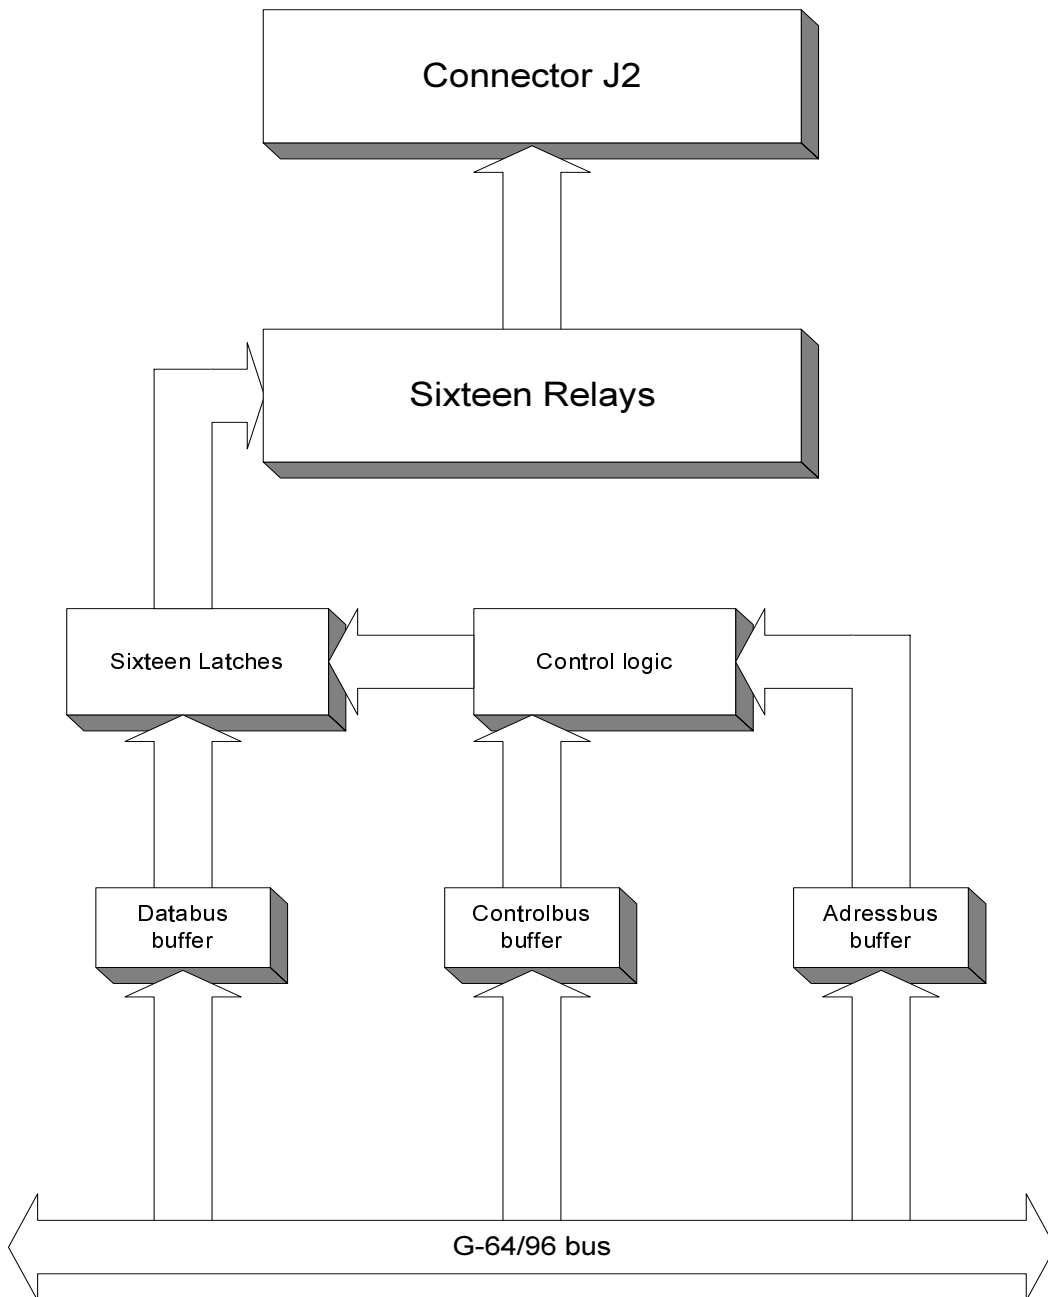 Connector J2
Sixteen Relays
Sixteen Latches
Control logic
Databus
buffer
Controlbus
buffer
Adressbus
buffer
G-64/96 bus